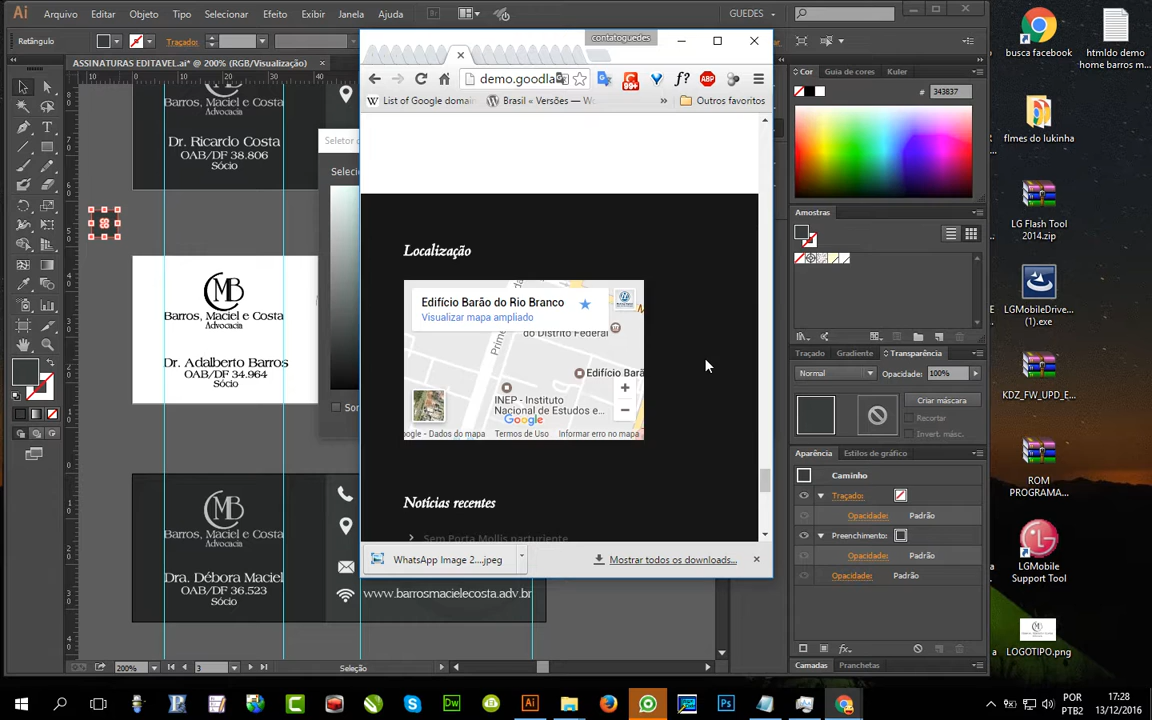 Ai Arquivo Editar Objeto Tipo Selecionar Efeito Exibir Janela Ajuda Br GUEDES
Retângulo Traçado:
ASSINATURAS EDITAVEL.ai* @ 200% (RGB/Visualização)
contatoguedes
demo.goodla
99+ f? ABP
List of Google domai Brasil « Versões — W Outros favoritos
Barros, Maciel e Costa
Advocacia
Dr. Ricardo Costa
OAB/DF 38.806
Sócio
Seletor d
Selecio
MB
Barros, Maciel e Costa
Advocacia
Dr. Adalberto Barros
OAB/DF 34.964
Sócio
MB
Barros, Maciel e Costa
Advocacia
Dra. Débora Maciel
OAB/DF 36.523
Sócio
www.barrosmacielecosta.adv.br
Localização
Edifício Barão do Rio Branco
Visualizar mapa ampliado
do Distrito Federal
Edifício Bará
INEP - Instituto
Nacional de Estudos e...
Google
oogle - Dados do mapa Termos de Uso Informar erro no mapa
Notícias recentes
Sem Porta Mollis parturiente
WhatsApp Image 2....jpeg Mostrar todos os downloads...
Cor Guia de cores Kuler
# 343837
Amostras
Traçado Gradiente Transparência
Normal Opacidade: 100%
Criar máscara
Recortar
Invert. másc.
Aparência Estilos de gráfico
Caminho
Traçado:
Opacidade: Padrão
Preenchimento:
Opacidade: Padrão
Opacidade: Padrão
Camadas Pranchetas
200% 3 Seleção
busca facebook
htmldo demo
home barros m...
flmes do lukinha
LG Flash Tool
2014.zip
LGMobileDrive...
(1).exe
KDZ_FW_UPD_E...
ROM
PROGRAMA...
LGMobile
Support Tool
LOGOTIPO.png
POR
PTB2
17:28
13/12/2016